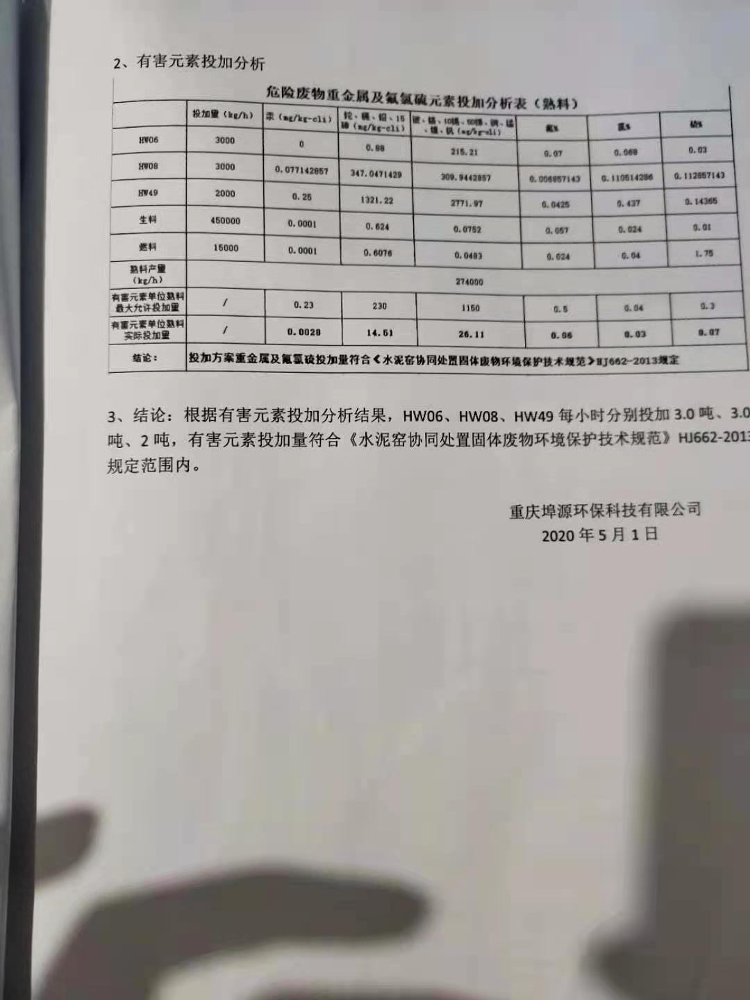 2、有害元素投加分析
危险废物重金属及氟氯硫元素投加分析表（熟料）
投加量（kg/h） 汞（mg/kg-cli） 铊、镉、铅、15砷（mg/kg-cli） 铍、铬、10锡、50锑、铜、锰、镍、钒（mg/kg-cli） 氟% 氯% 硫%
HW06 3000 0 0.88 215.21 0.07 0.068 0.03
HW08 3000 0.077142857 347.0471429 309.9442857 0.006857143 0.110514286 0.112857143
HW49 2000 0.25 1321.22 2771.97 0.0425 0.437 0.14365
生料 450000 0.0001 0.624 0.0752 0.057 0.024 0.01
燃料 15000 0.0001 0.6076 0.0483 0.024 0.04 1.75
熟料产量（kg/h） 274000
有害元素单位熟料最大允许投加量 / 0.23 230 1150 0.5 0.04 0.3
有害元素单位熟料实际投加量 / 0.0028 14.51 26.11 0.06 0.03 0.07
结论： 投加方案重金属及氟氯硫投加量符合《水泥窑协同处置固体废物环境保护技术规范》HJ662-2013规定
3、结论：根据有害元素投加分析结果，HW06、HW08、HW49 每小时分别投加 3.0 吨、3.0
吨、2 吨，有害元素投加量符合《水泥窑协同处置固体废物环境保护技术规范》HJ662-2013
规定范围内。
重庆埠源环保科技有限公司
2020 年 5 月 1 日